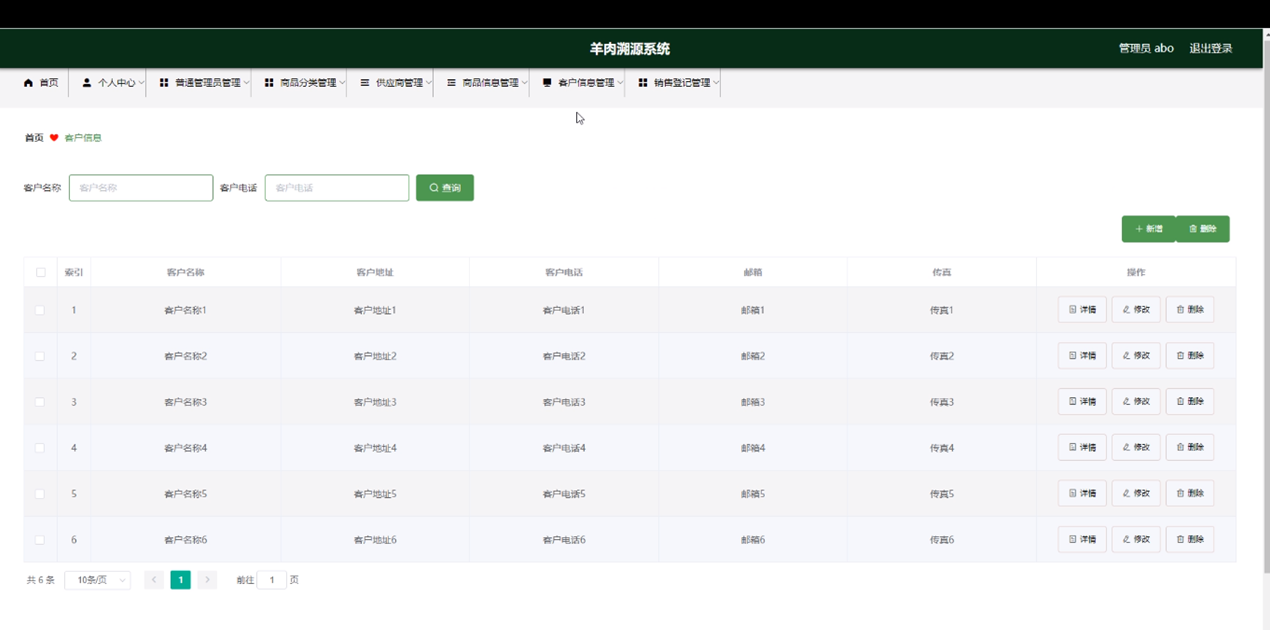 羊肉溯源系统 管理员 abo 退出登录
首页 个人中心 普通管理员管理 商品分类管理 供应商管理 商品信息管理 客户信息管理 销售登记管理
首页 客户信息
客户名称 客户名称 客户电话 客户电话 查询
新增 删除
索引 客户名称 客户地址 客户电话 邮箱 传真 操作
1 客户名称1 客户地址1 客户电话1 邮箱1 传真1 详情 修改 删除
2 客户名称2 客户地址2 客户电话2 邮箱2 传真2 详情 修改 删除
3 客户名称3 客户地址3 客户电话3 邮箱3 传真3 详情 修改 删除
4 客户名称4 客户地址4 客户电话4 邮箱4 传真4 详情 修改 删除
5 客户名称5 客户地址5 客户电话5 邮箱5 传真5 详情 修改 删除
6 客户名称6 客户地址6 客户电话6 邮箱6 传真6 详情 修改 删除
共 6 条 10条/页 1 前往 1 页